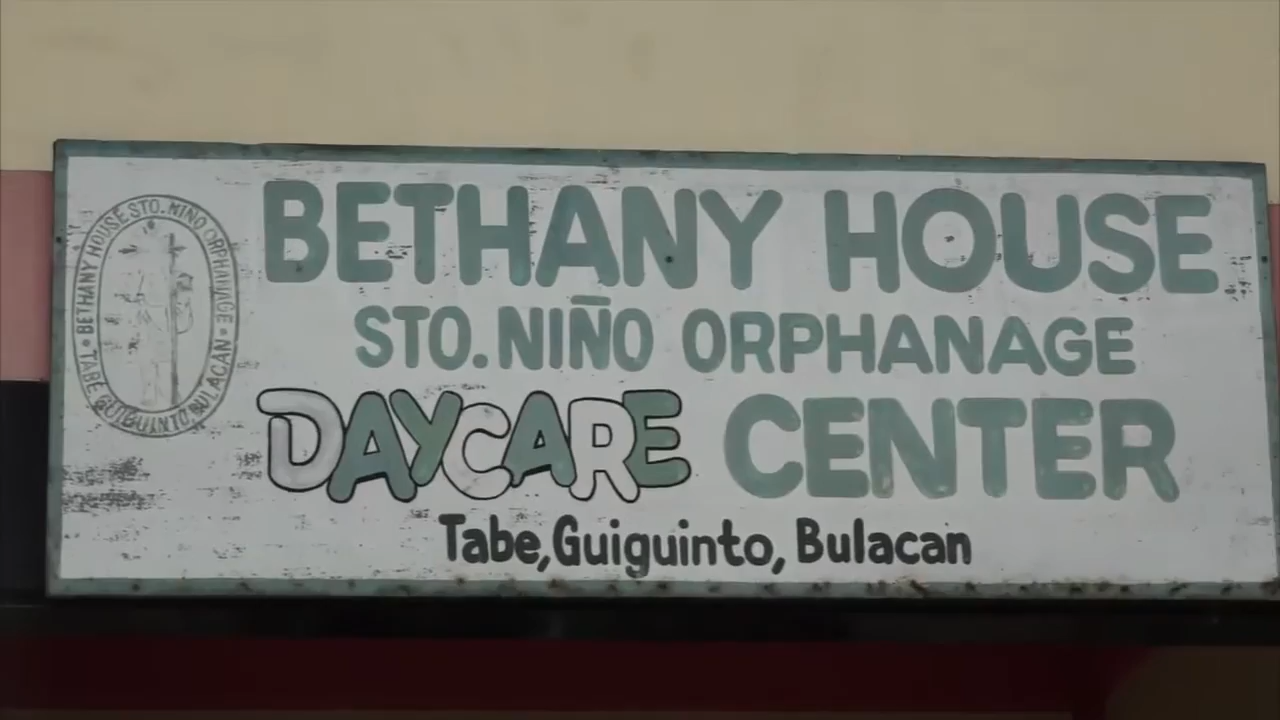 BETHANY HOUSE STO. NIÑO ORPHANAGE
• TABE, GUIGUINTO, BULACAN •
BETHANY HOUSE
STO. NIÑO ORPHANAGE
DAYCARE CENTER
Tabe, Guiguinto, Bulacan